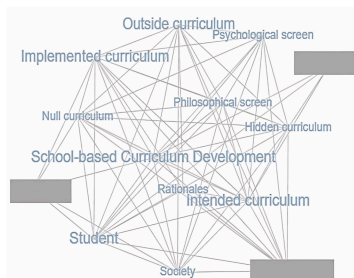 Outside curriculum
Psychological screen
Implemented curriculum
Philosophical screen
Null curriculum
Hidden curriculum
School-based Curriculum Development
Rationales
Intended curriculum
Student
Society